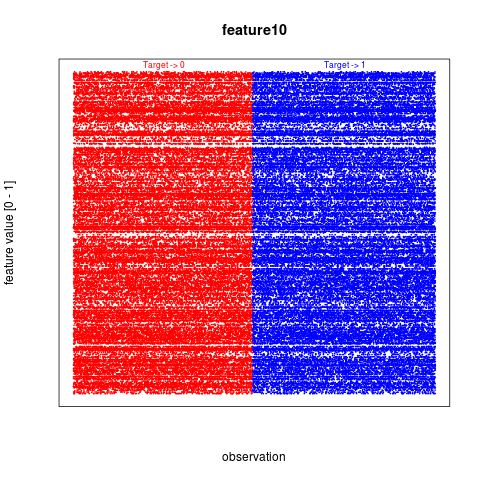 feature10
Target -> 0
Target -> 1
feature value [0 - 1]
observation